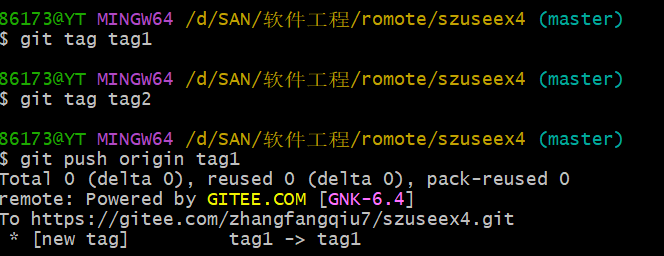 86173@YT MINGW64 /d/SAN/软件工程/romote/szuseex4 (master)
$ git tag tag1
86173@YT MINGW64 /d/SAN/软件工程/romote/szuseex4 (master)
$ git tag tag2
86173@YT MINGW64 /d/SAN/软件工程/romote/szuseex4 (master)
$ git push origin tag1
Total 0 (delta 0), reused 0 (delta 0), pack-reused 0
remote: Powered by GITEE.COM [GNK-6.4]
To https://gitee.com/zhangfangqiu7/szuseex4.git
 * [new tag]         tag1 -> tag1